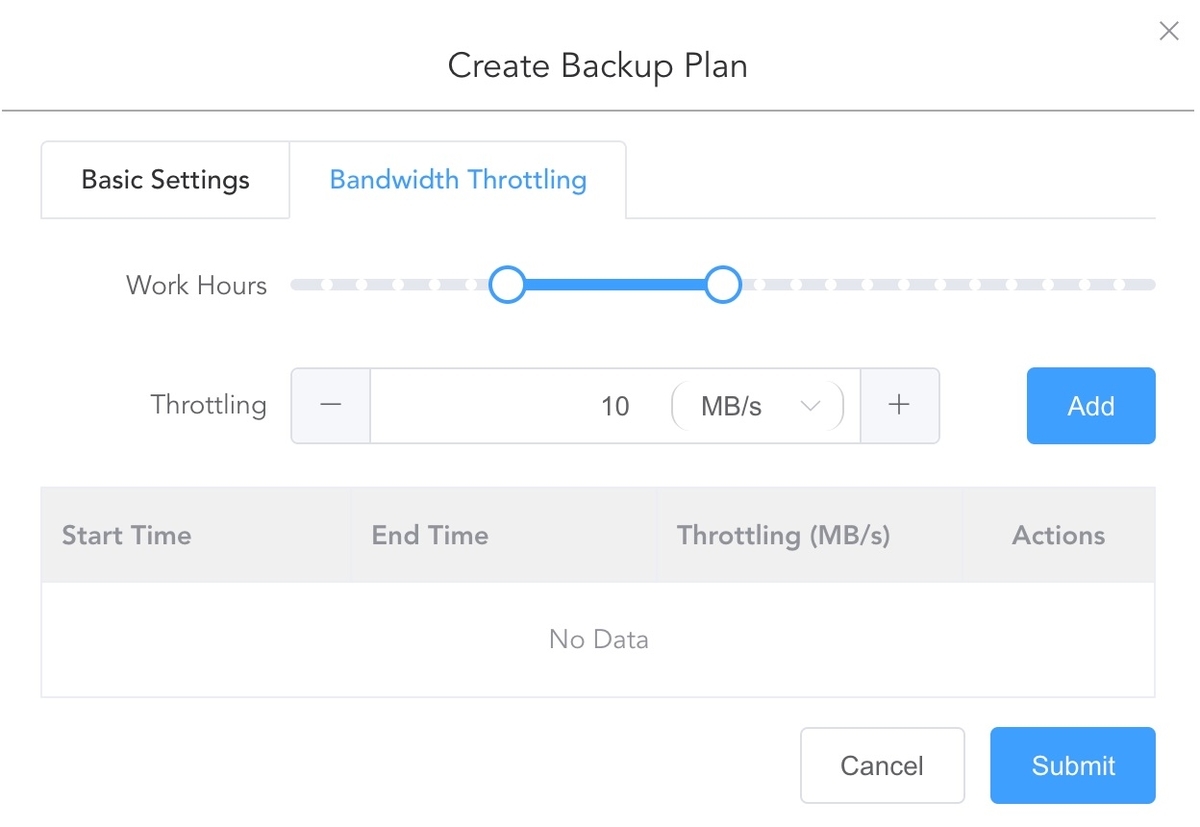 Create Backup Plan
Basic Settings
Bandwidth Throttling
Work Hours
Throttling
10
MB/s
Add
Start Time
End Time
Throttling (MB/s)
Actions
No Data
Cancel
Submit